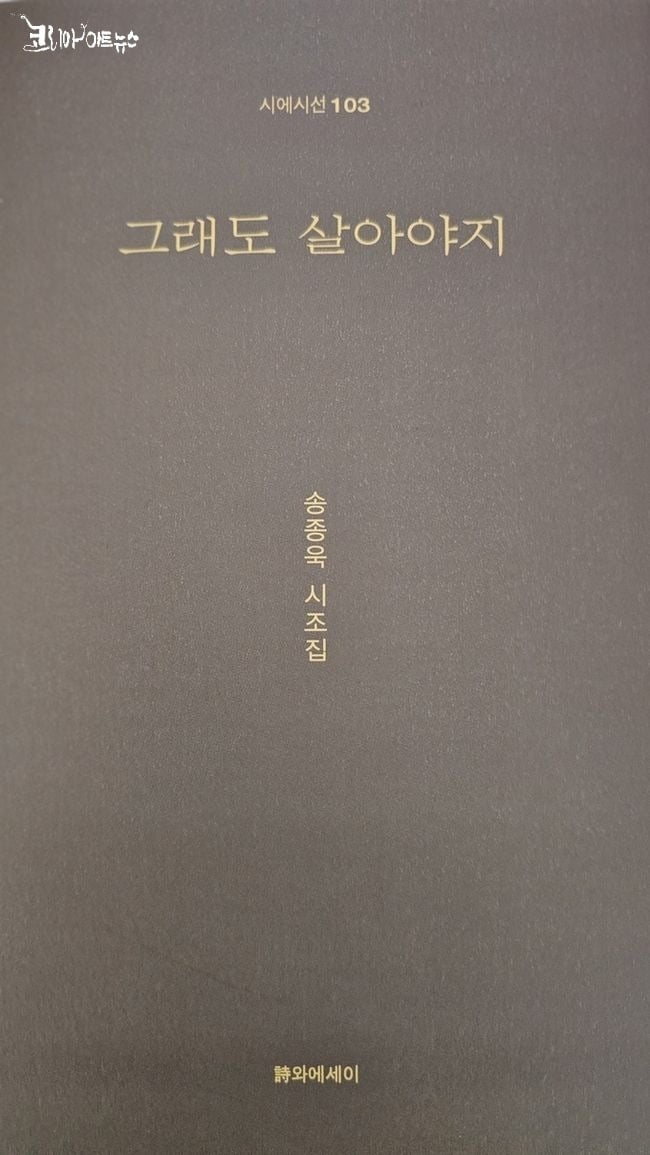 코리아아트뉴스
시에시선 103
그래도 살아야지
송종욱 시조집
詩와에세이